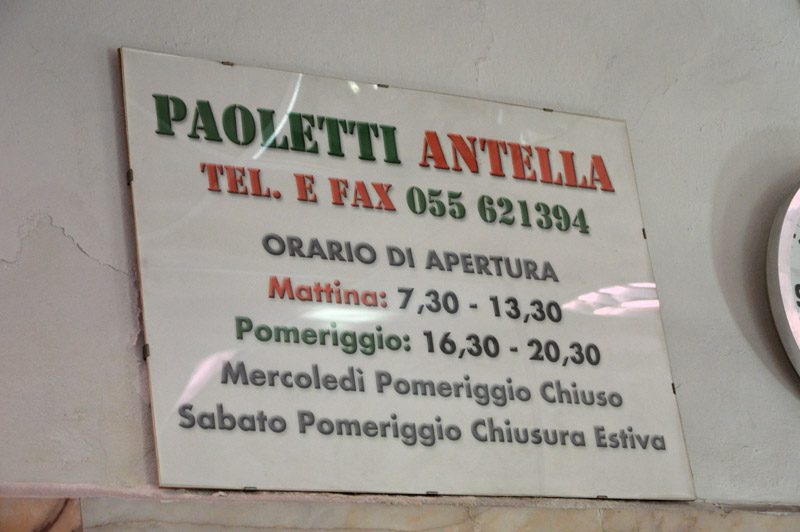 PAOLETTI ANTELLA
TEL. E FAX 055 621394
ORARIO DI APERTURA
Mattina: 7,30 - 13,30
Pomeriggio: 16,30 - 20,30
Mercoledì Pomeriggio Chiuso
Sabato Pomeriggio Chiusura Estiva